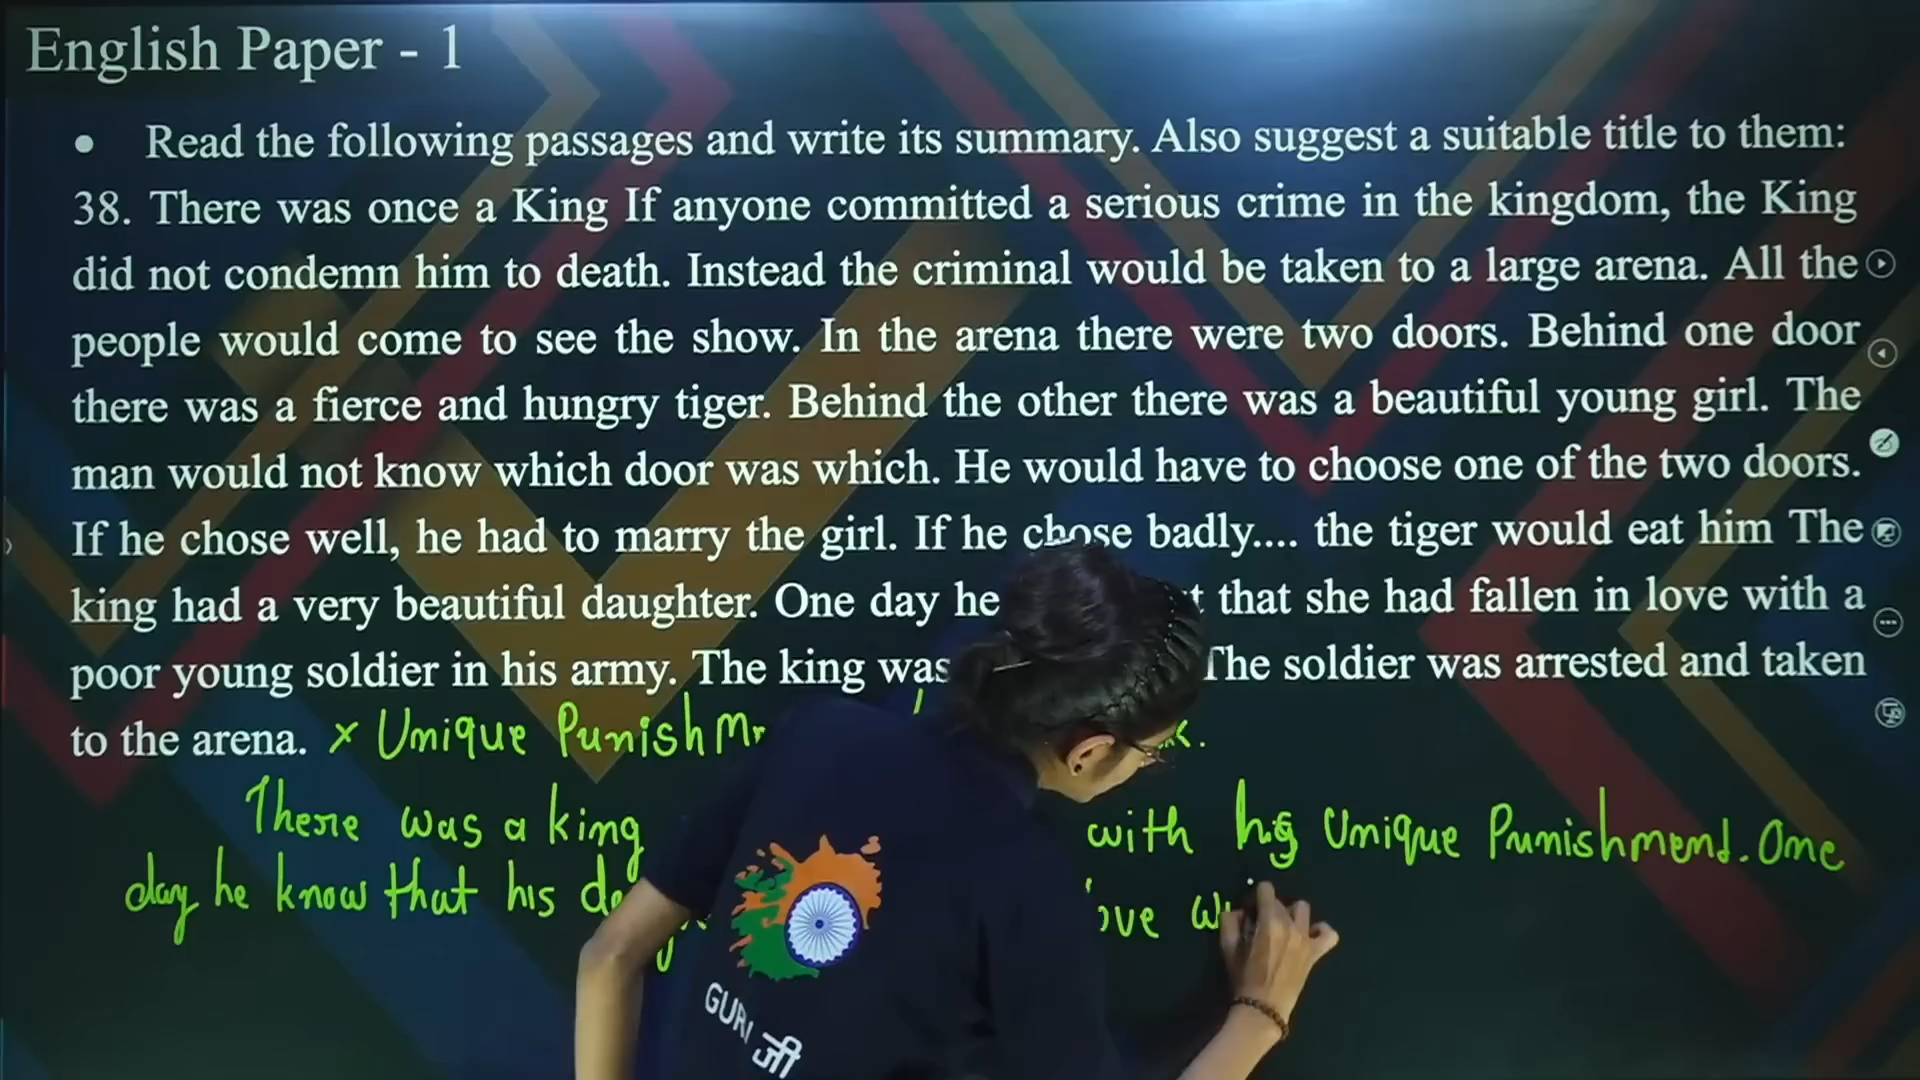 English Paper - 1
• Read the following passages and write its summary. Also suggest a suitable title to them:
38. There was once a King If anyone committed a serious crime in the kingdom, the King
did not condemn him to death. Instead the criminal would be taken to a large arena. All the
people would come to see the show. In the arena there were two doors. Behind one door
there was a fierce and hungry tiger. Behind the other there was a beautiful young girl. The
man would not know which door was which. He would have to choose one of the two doors.
If he chose well, he had to marry the girl. If he chose badly.... the tiger would eat him The
king had a very beautiful daughter. One day he that she had fallen in love with a
poor young soldier in his army. The king was The soldier was arrested and taken
to the arena. x Unique
There was a king with his Unique Punishment. One
day he know that his
GURU जी